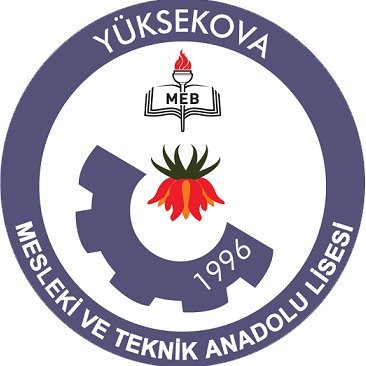 YÜKSEKOVA
MEB
1996
MESLEKİ VE TEKNİK ANADOLU LİSESİ